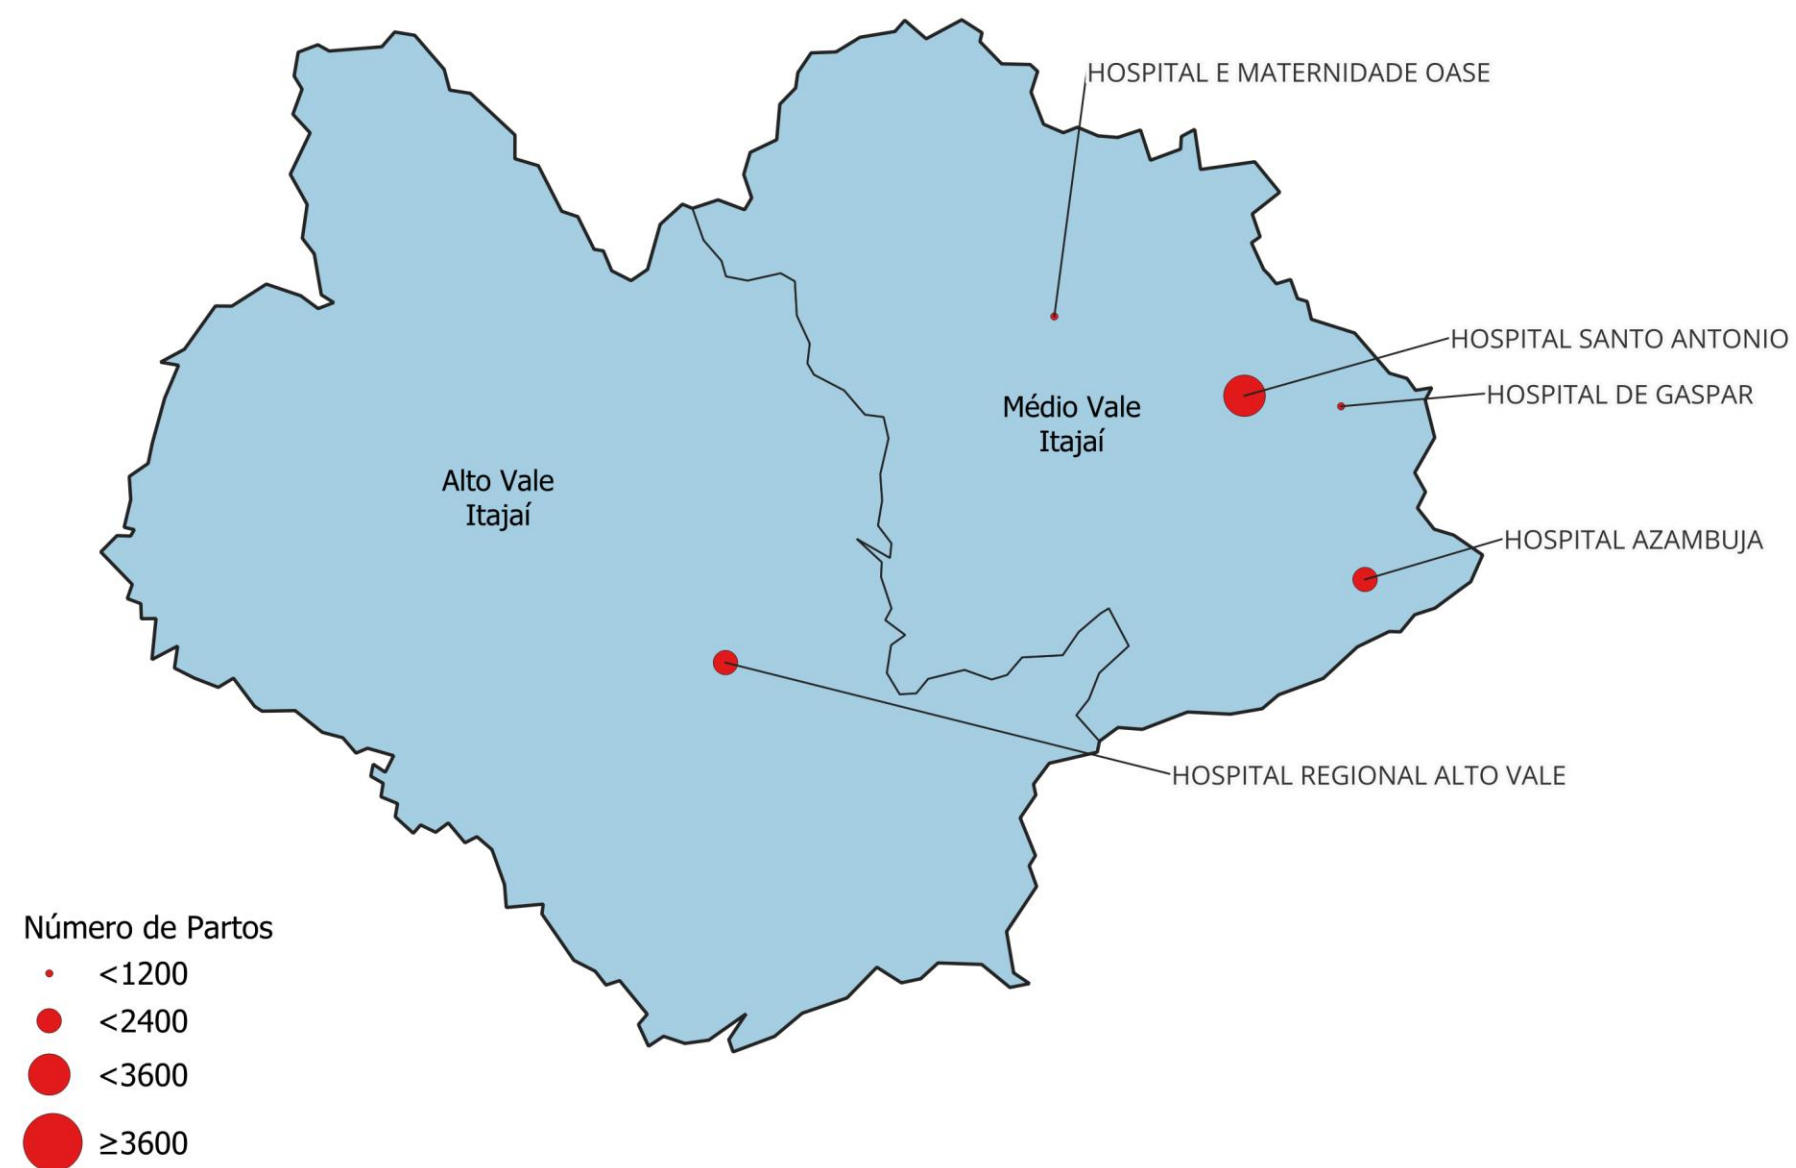 HOSPITAL E MATERNIDADE OASE
HOSPITAL SANTO ANTONIO
HOSPITAL DE GASPAR
Médio Vale
Itajaí
Alto Vale
Itajaí
HOSPITAL AZAMBUJA
HOSPITAL REGIONAL ALTO VALE
Número de Partos
<1200
<2400
<3600
≥3600